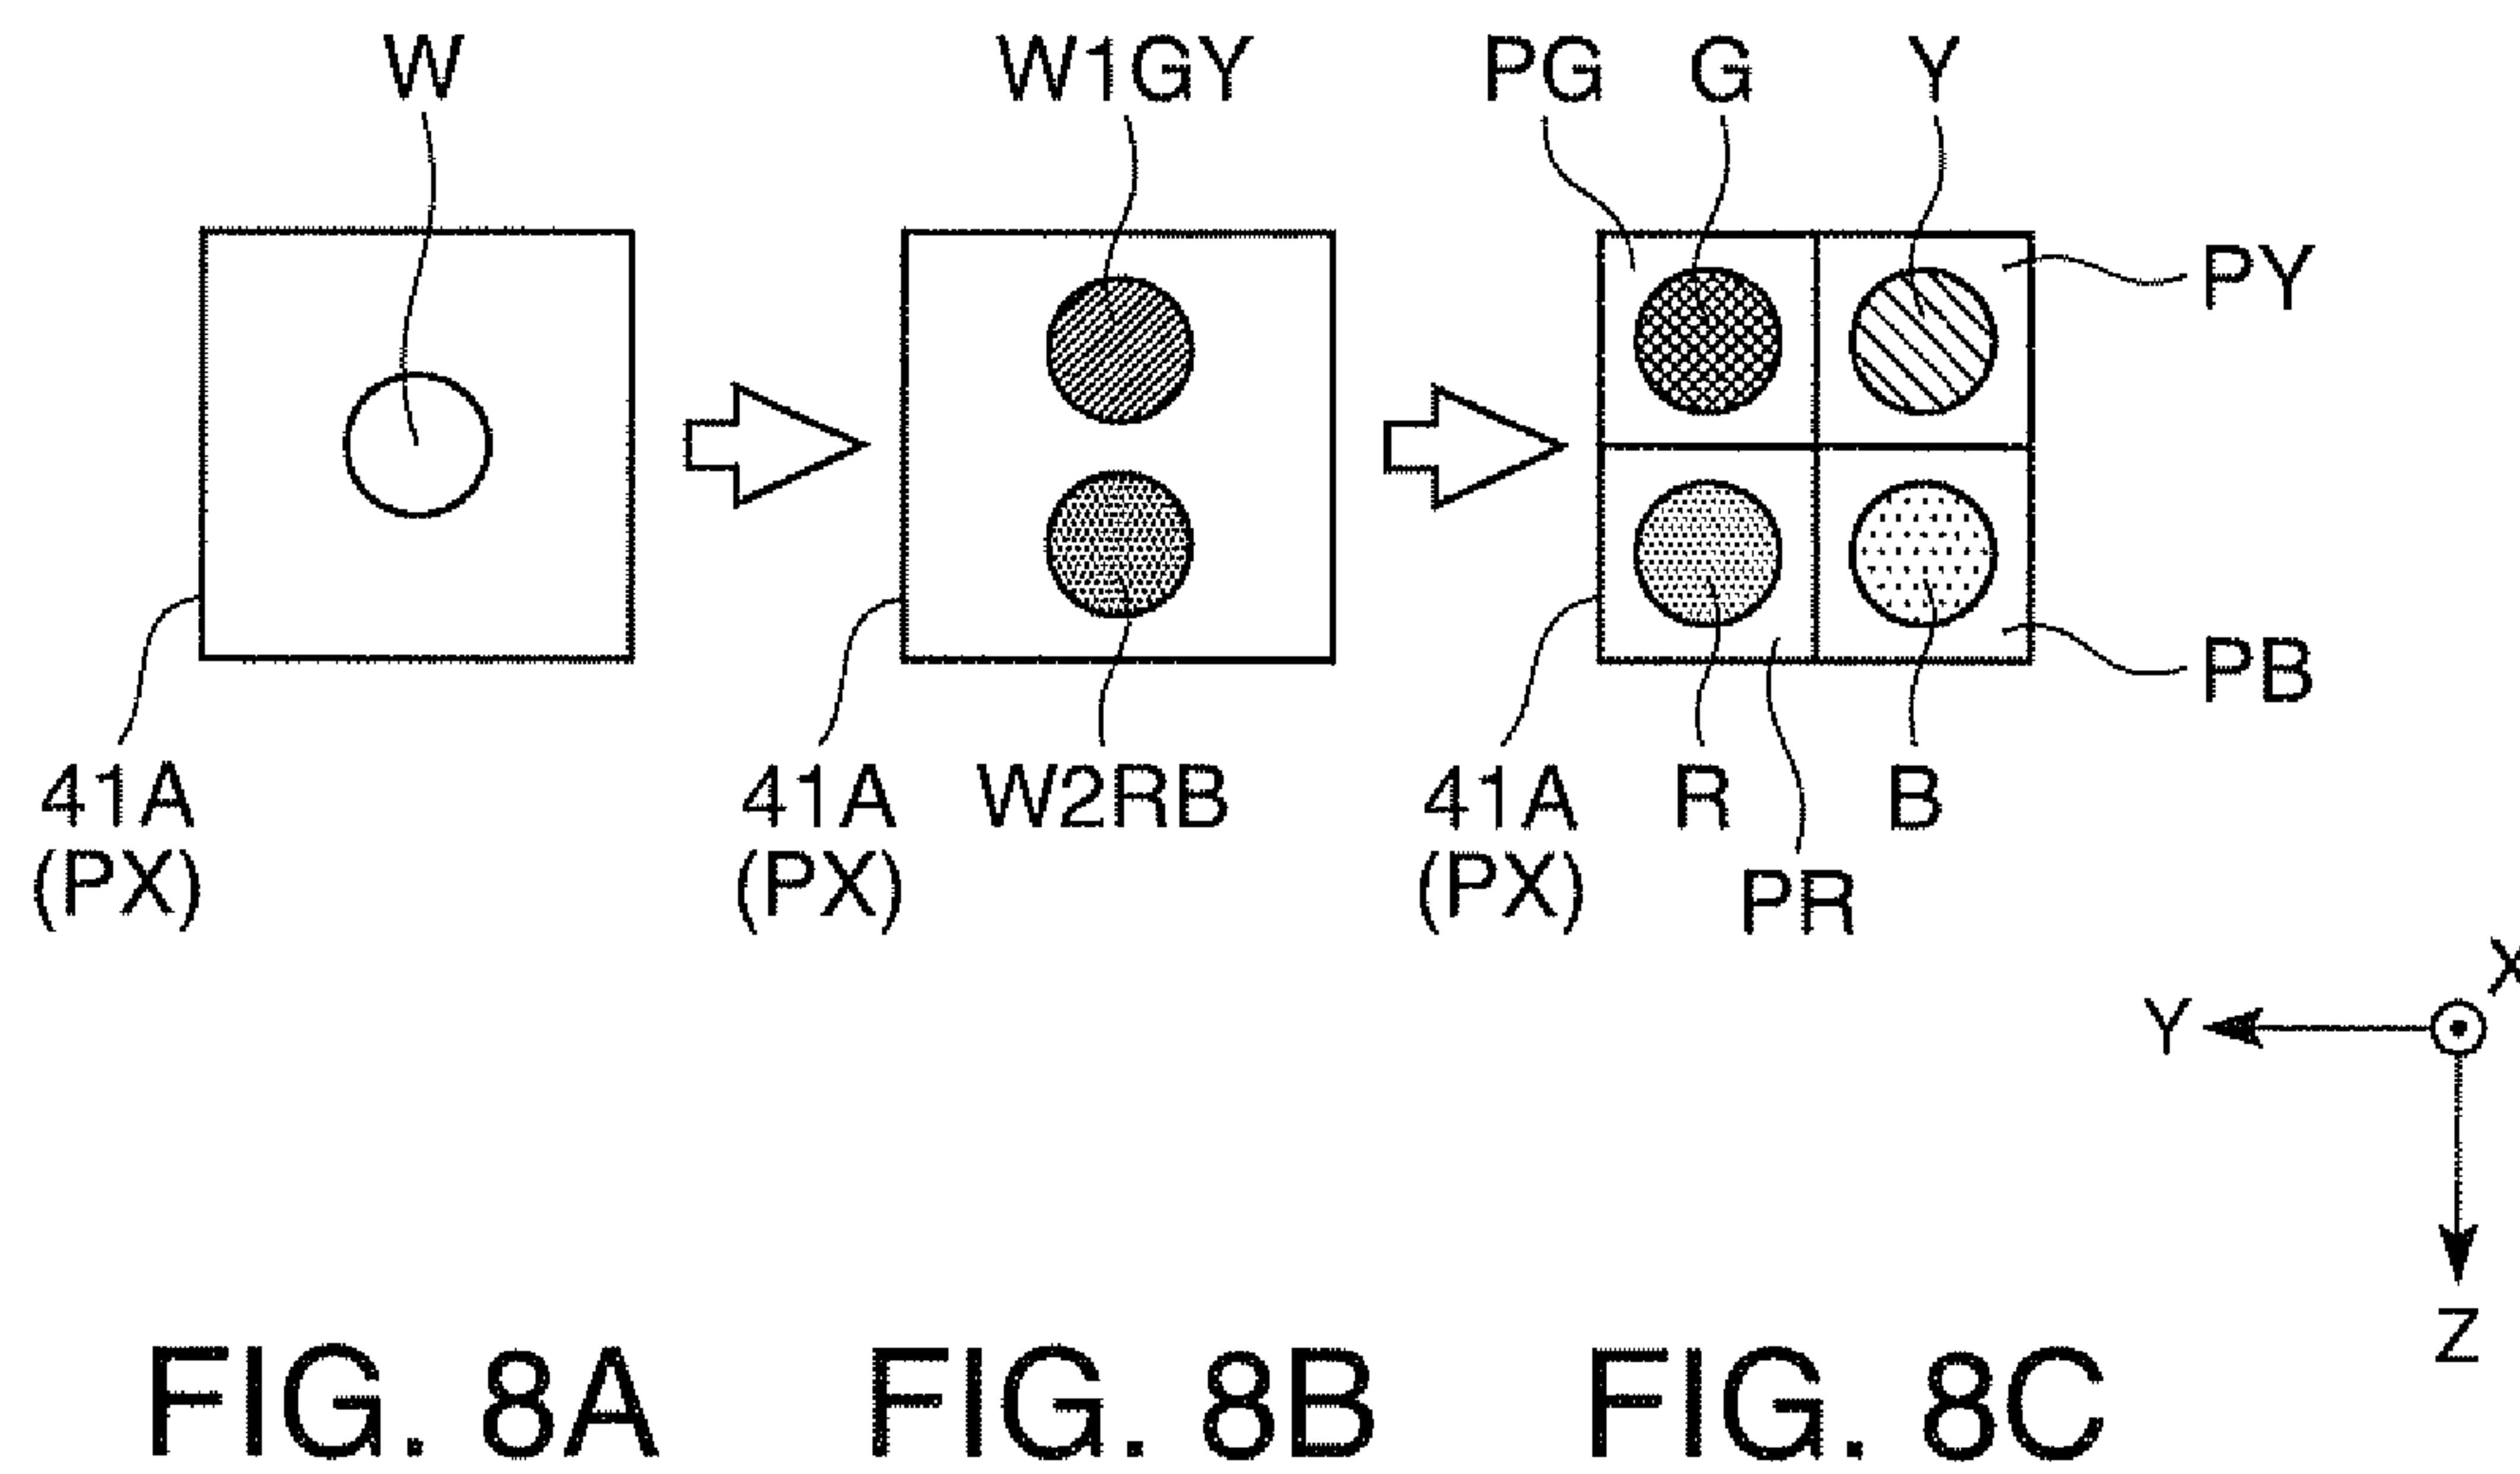 W
W1GY
PG G Y
PY
PB
41A
(PX)
41A
(PX)
W2RB
41A
(PX)
R
B
PR
X
Y
Z
FIG. 8A
FIG. 8B
FIG. 8C